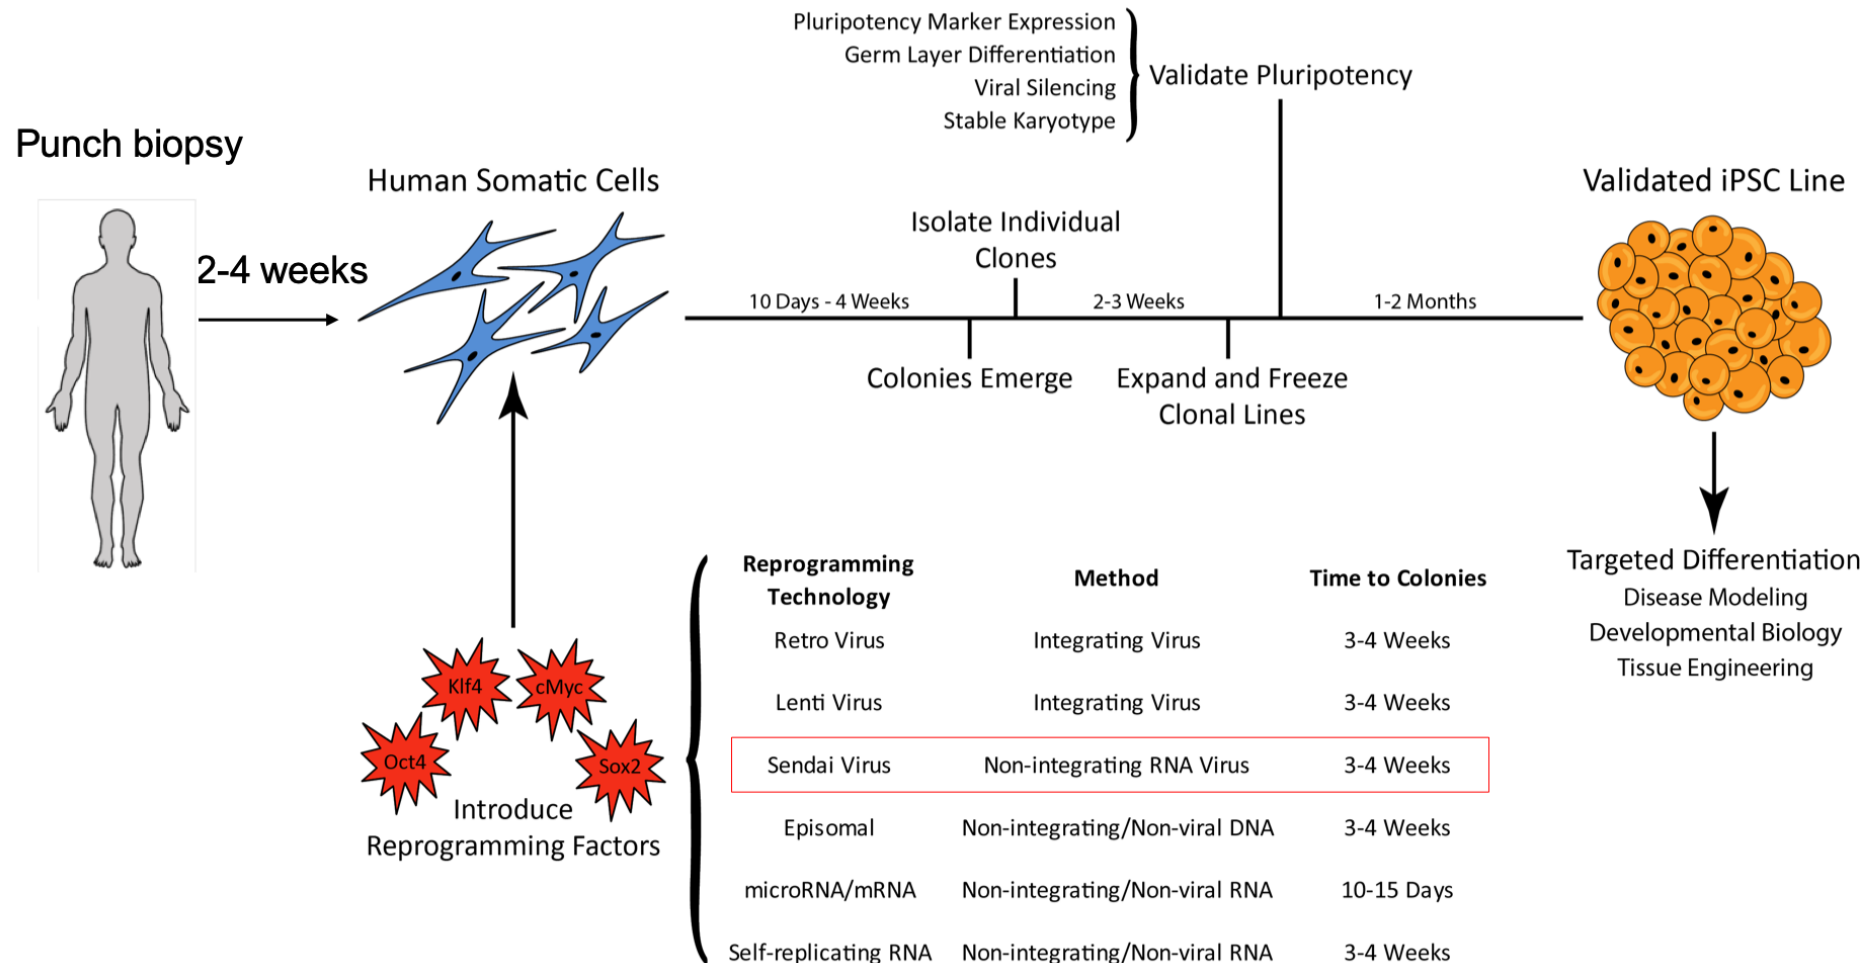 Pluripotency Marker Expression
Germ Layer Differentiation
Viral Silencing
Stable Karyotype
Validate Pluripotency
Punch biopsy
2-4 weeks
Human Somatic Cells
10 Days - 4 Weeks
Isolate Individual
Clones
Colonies Emerge
2-3 Weeks
Expand and Freeze
Clonal Lines
1-2 Months
Validated iPSC Line
Targeted Differentiation
Disease Modeling
Developmental Biology
Tissue Engineering
Klf4
cMyc
Oct4
Sox2
Introduce
Reprogramming Factors
Reprogramming
Technology
Method
Time to Colonies
Retro Virus Integrating Virus 3-4 Weeks
Lenti Virus Integrating Virus 3-4 Weeks
Sendai Virus Non-integrating RNA Virus 3-4 Weeks
Episomal Non-integrating/Non-viral DNA 3-4 Weeks
microRNA/mRNA Non-integrating/Non-viral RNA 10-15 Days
Self-replicating RNA Non-integrating/Non-viral RNA 3-4 Weeks